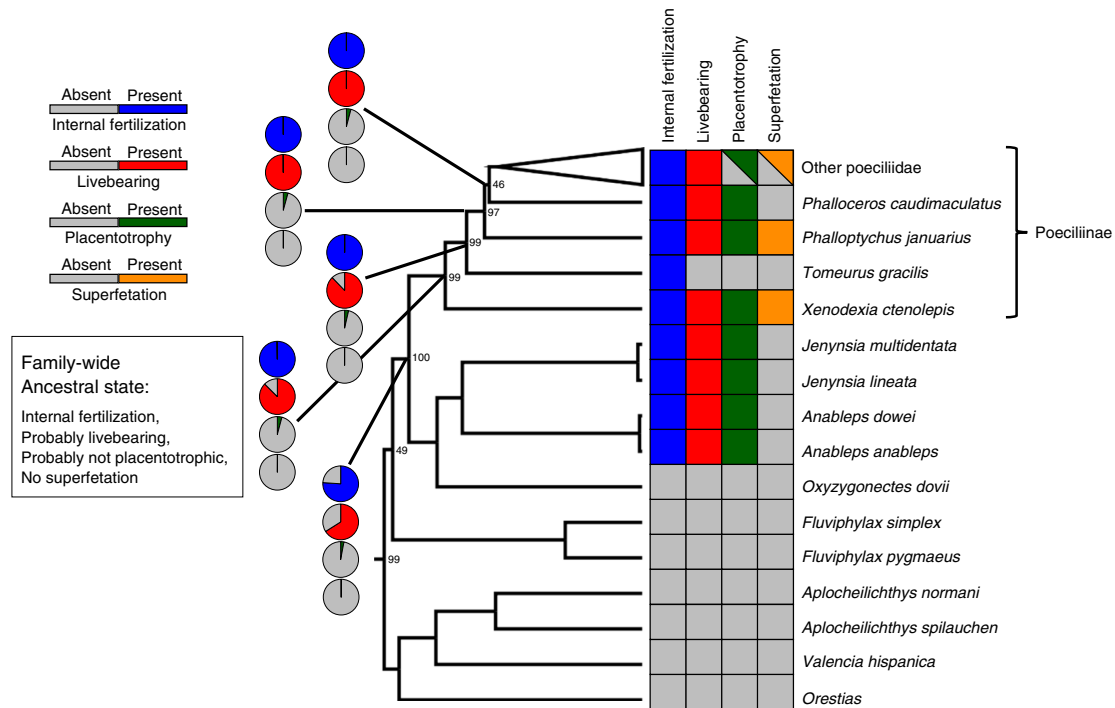 Absent Present
Internal fertilization
Absent Present
Livebearing
Absent Present
Placentotrophy
Absent Present
Superfetation
Family-wide
Ancestral state:
Internal fertilization,
Probably livebearing,
Probably not placentotrophic,
No superfetation
46
97
99
99
100
49
99
Internal fertilization
Livebearing
Placentotrophy
Superfetation
Other poeciliidae
Phalloceros caudimaculatus
Phalloptychus januarius
Tomeurus gracilis
Xenodexia ctenolepis
Jenynsia multidentata
Jenynsia lineata
Anableps dowei
Anableps anableps
Oxyzygonectes dovii
Fluviphylax simplex
Fluviphylax pygmaeus
Aplocheilichthys normani
Aplocheilichthys spilauchen
Valencia hispanica
Orestias
Poeciliinae